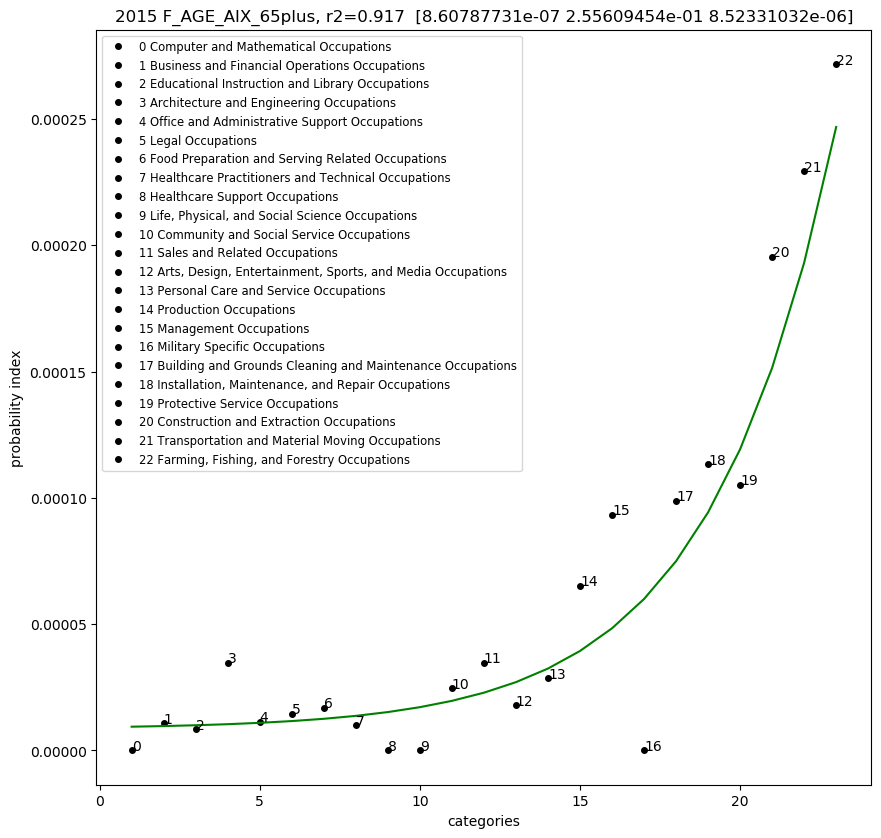 2015 F_AGE_AIX_65plus, r2=0.917 [8.60787731e-07 2.55609454e-01 8.52331032e-06]
0 Computer and Mathematical Occupations
1 Business and Financial Operations Occupations
2 Educational Instruction and Library Occupations
3 Architecture and Engineering Occupations
4 Office and Administrative Support Occupations
5 Legal Occupations
6 Food Preparation and Serving Related Occupations
7 Healthcare Practitioners and Technical Occupations
8 Healthcare Support Occupations
9 Life, Physical, and Social Science Occupations
10 Community and Social Service Occupations
11 Sales and Related Occupations
12 Arts, Design, Entertainment, Sports, and Media Occupations
13 Personal Care and Service Occupations
14 Production Occupations
15 Management Occupations
16 Military Specific Occupations
17 Building and Grounds Cleaning and Maintenance Occupations
18 Installation, Maintenance, and Repair Occupations
19 Protective Service Occupations
20 Construction and Extraction Occupations
21 Transportation and Material Moving Occupations
22 Farming, Fishing, and Forestry Occupations
probability index
0.00025
0.00020
0.00015
0.00010
0.00005
0.00000
0
1
2
3
4
5
6
7
8
9
10
11
12
13
14
15
16
17
18
19
20
21
22
0 5 10 15 20
categories